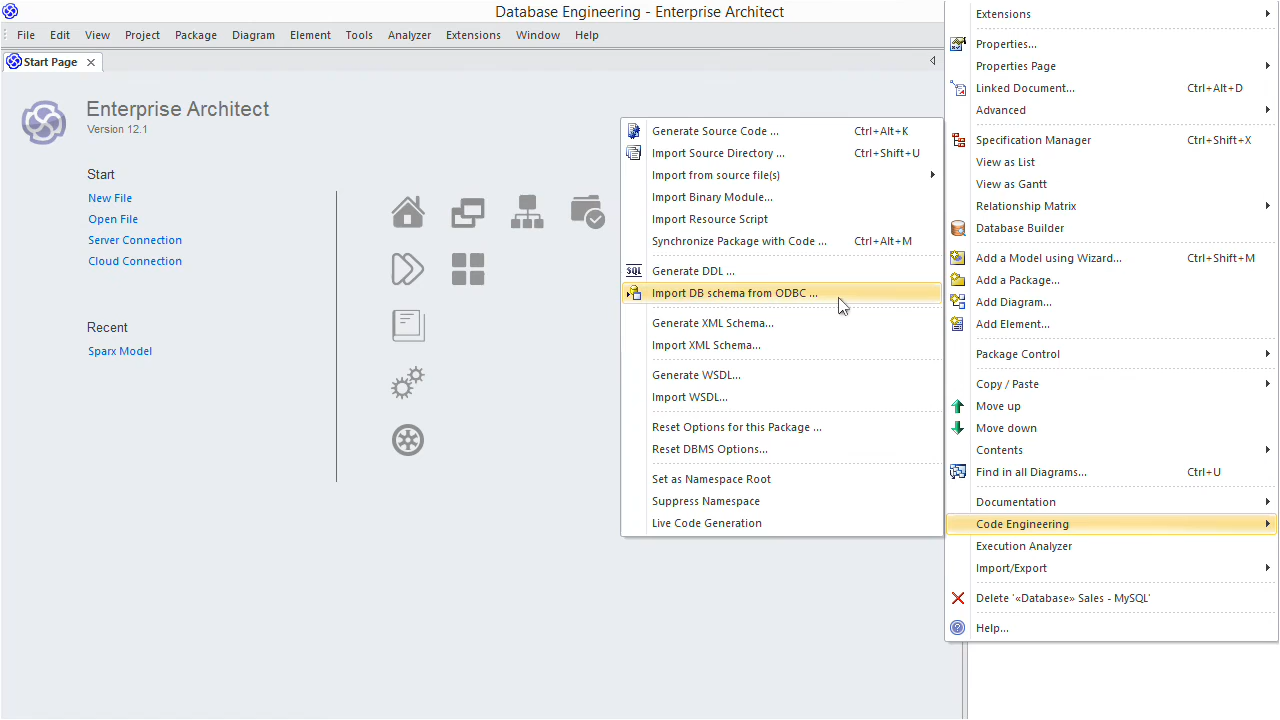 Database Engineering - Enterprise Architect
File Edit View Project Package Diagram Element Tools Analyzer Extensions Window Help
Start Page
Enterprise Architect
Version 12.1
Start
New File
Open File
Server Connection
Cloud Connection
Recent
Sparx Model
Generate Source Code ... Ctrl+Alt+K
Import Source Directory ... Ctrl+Shift+U
Import from source file(s)
Import Binary Module...
Import Resource Script
Synchronize Package with Code ... Ctrl+Alt+M
SQL Generate DDL ...
Import DB schema from ODBC ...
Generate XML Schema...
Import XML Schema...
Generate WSDL...
Import WSDL...
Reset Options for this Package ...
Reset DBMS Options...
Set as Namespace Root
Suppress Namespace
Live Code Generation
Extensions
Properties...
Properties Page
Linked Document... Ctrl+Alt+D
Advanced
Specification Manager Ctrl+Shift+X
View as List
View as Gantt
Relationship Matrix
Database Builder
Add a Model using Wizard... Ctrl+Shift+M
Add a Package...
Add Diagram...
Add Element...
Package Control
Copy / Paste
Move up
Move down
Contents
Find in all Diagrams... Ctrl+U
Documentation
Code Engineering
Execution Analyzer
Import/Export
Delete '«Database» Sales - MySQL'
Help...